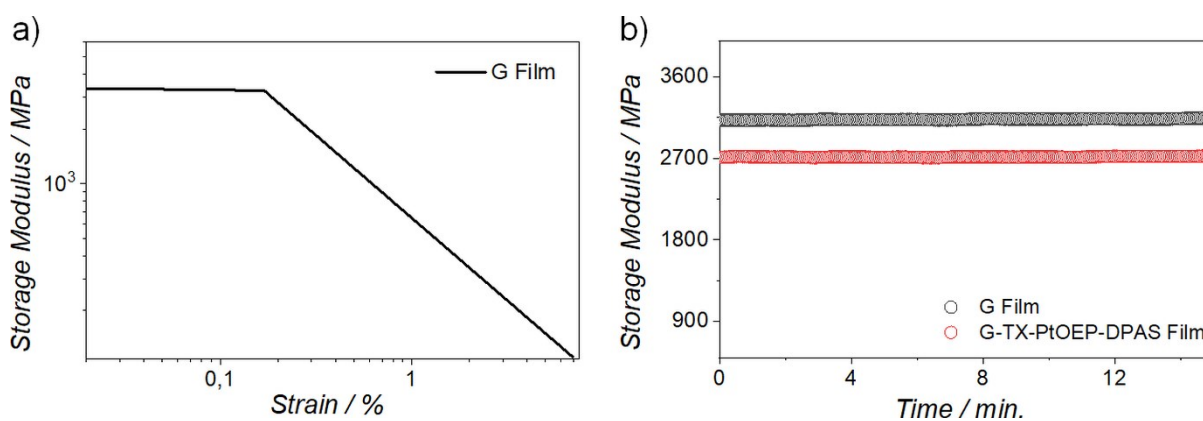 a)
Storage Modulus / MPa
10³
G Film
0,1
1
Strain / %
b)
Storage Modulus / MPa
3600
2700
1800
900
G Film
G-TX-PtOEP-DPAS Film
0
4
8
12
Time / min.